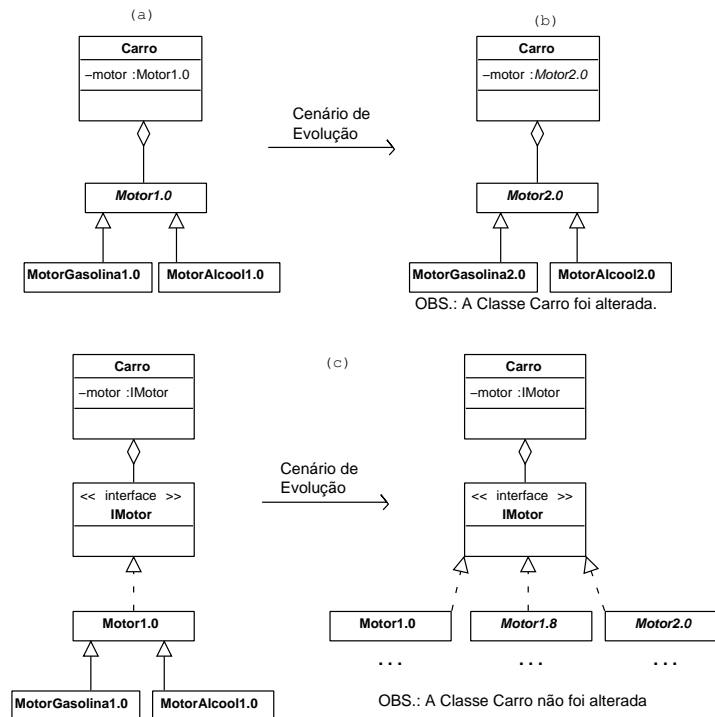 (a)
(b)
Carro
Carro
−motor :Motor1.0
−motor :Motor2.0
Cenário de
Evolução
Motor1.0
Motor2.0
MotorGasolina1.0
MotorAlcool1.0
MotorGasolina2.0
MotorAlcool2.0
OBS.: A Classe Carro foi alterada.
(c)
Carro
Carro
−motor :IMotor
−motor :IMotor
Cenário de
Evolução
<< interface >>
IMotor
<< interface >>
IMotor
Motor1.0
Motor1.0
Motor1.8
Motor2.0
. . .
. . .
. . .
MotorGasolina1.0
MotorAlcool1.0
OBS.: A Classe Carro não foi alterada